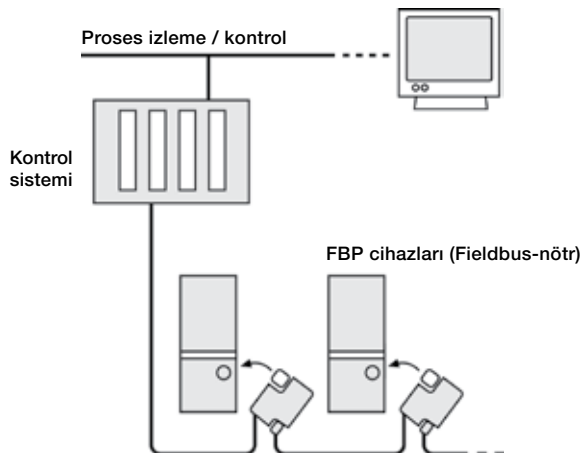 Proses izleme / kontrol
Kontrol
sistemi
FBP cihazları (Fieldbus-nötr)